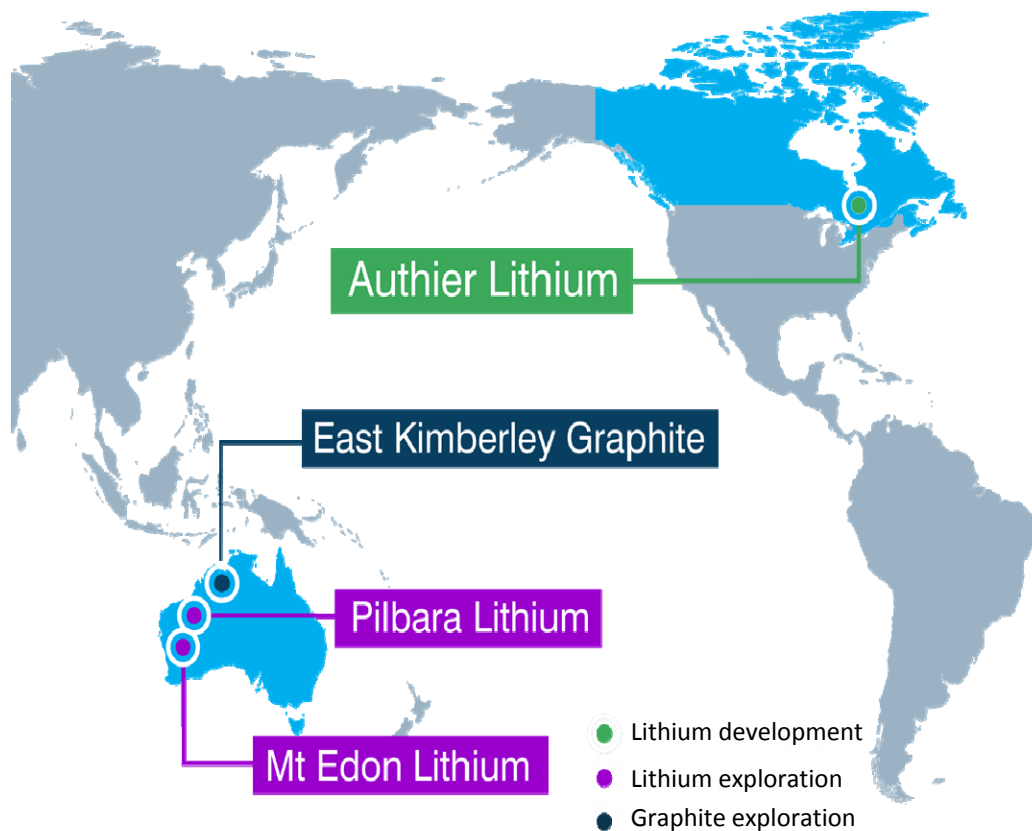 Authier Lithium
East Kimberley Graphite
Pilbara Lithium
Mt Edon Lithium
Lithium development
Lithium exploration
Graphite exploration